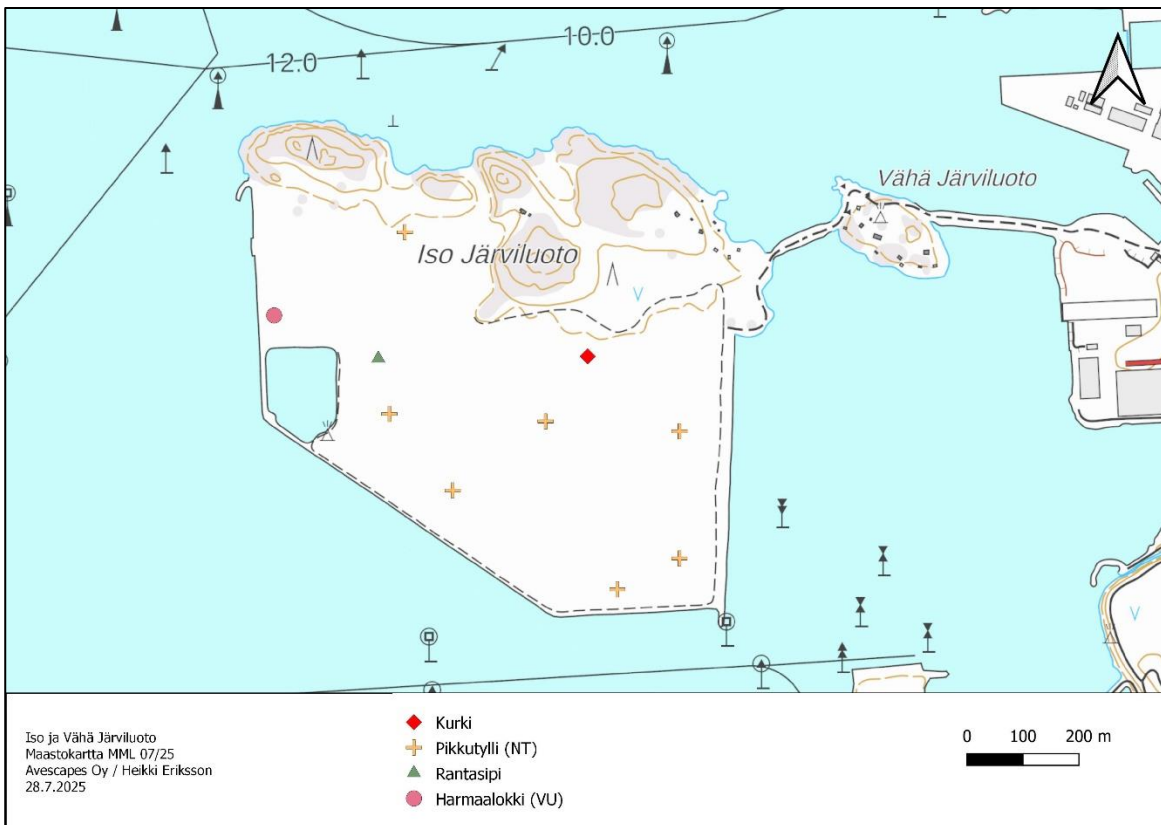 10.0
12.0
Vähä Järviluoto
Iso Järviluoto
V
V
Iso ja Vähä Järviluoto
Maastokartta MML 07/25
Avescapes Oy / Heikki Eriksson
28.7.2025
Kurki
Pikkutylli (NT)
Rantasipi
Harmaalokki (VU)
0 100 200 m